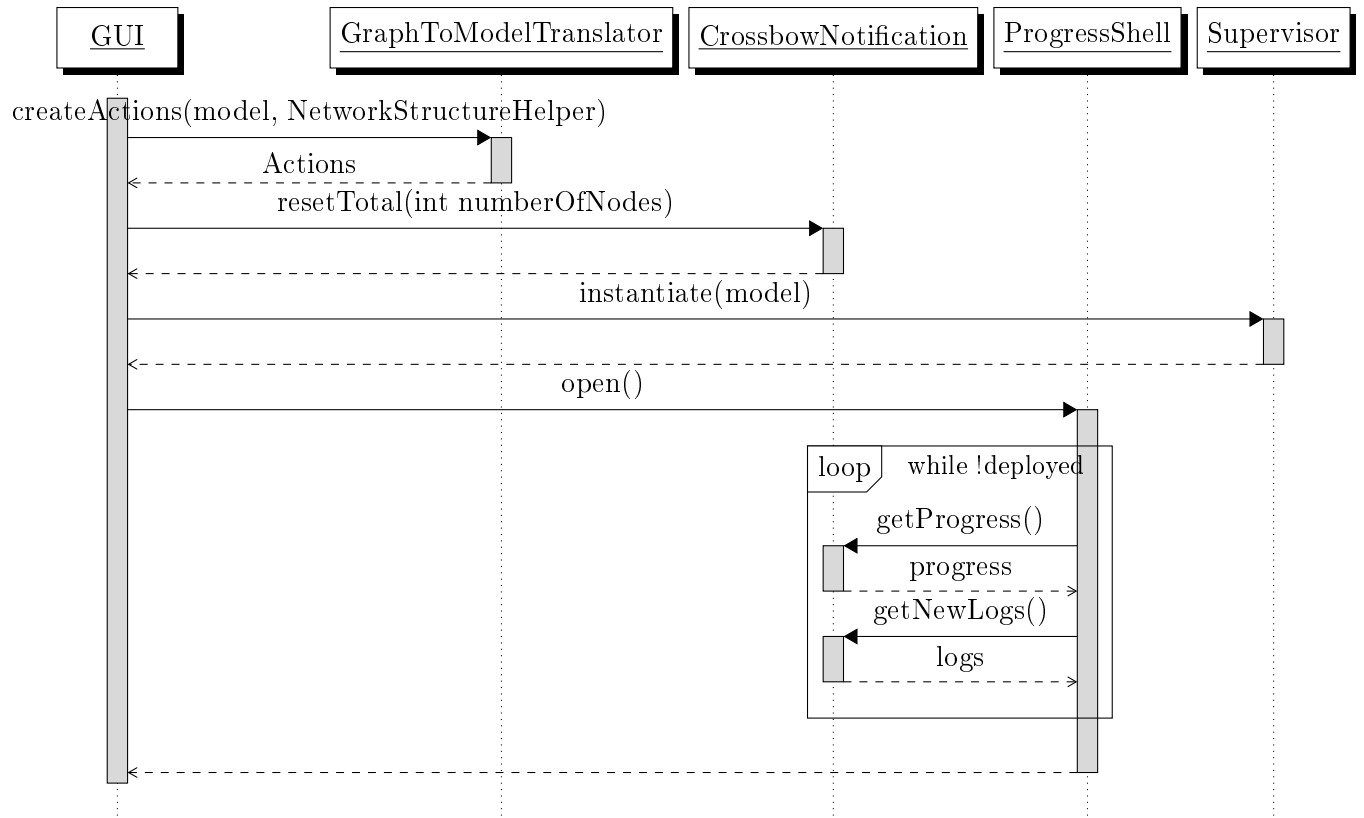 GUI
GraphToModelTranslator
CrossbowNotification
ProgressShell
Supervisor
createActions(model, NetworkStructureHelper)
Actions
resetTotal(int numberOfNodes)
instantiate(model)
open()
loop
while !deployed
getProgress()
progress
getNewLogs()
logs